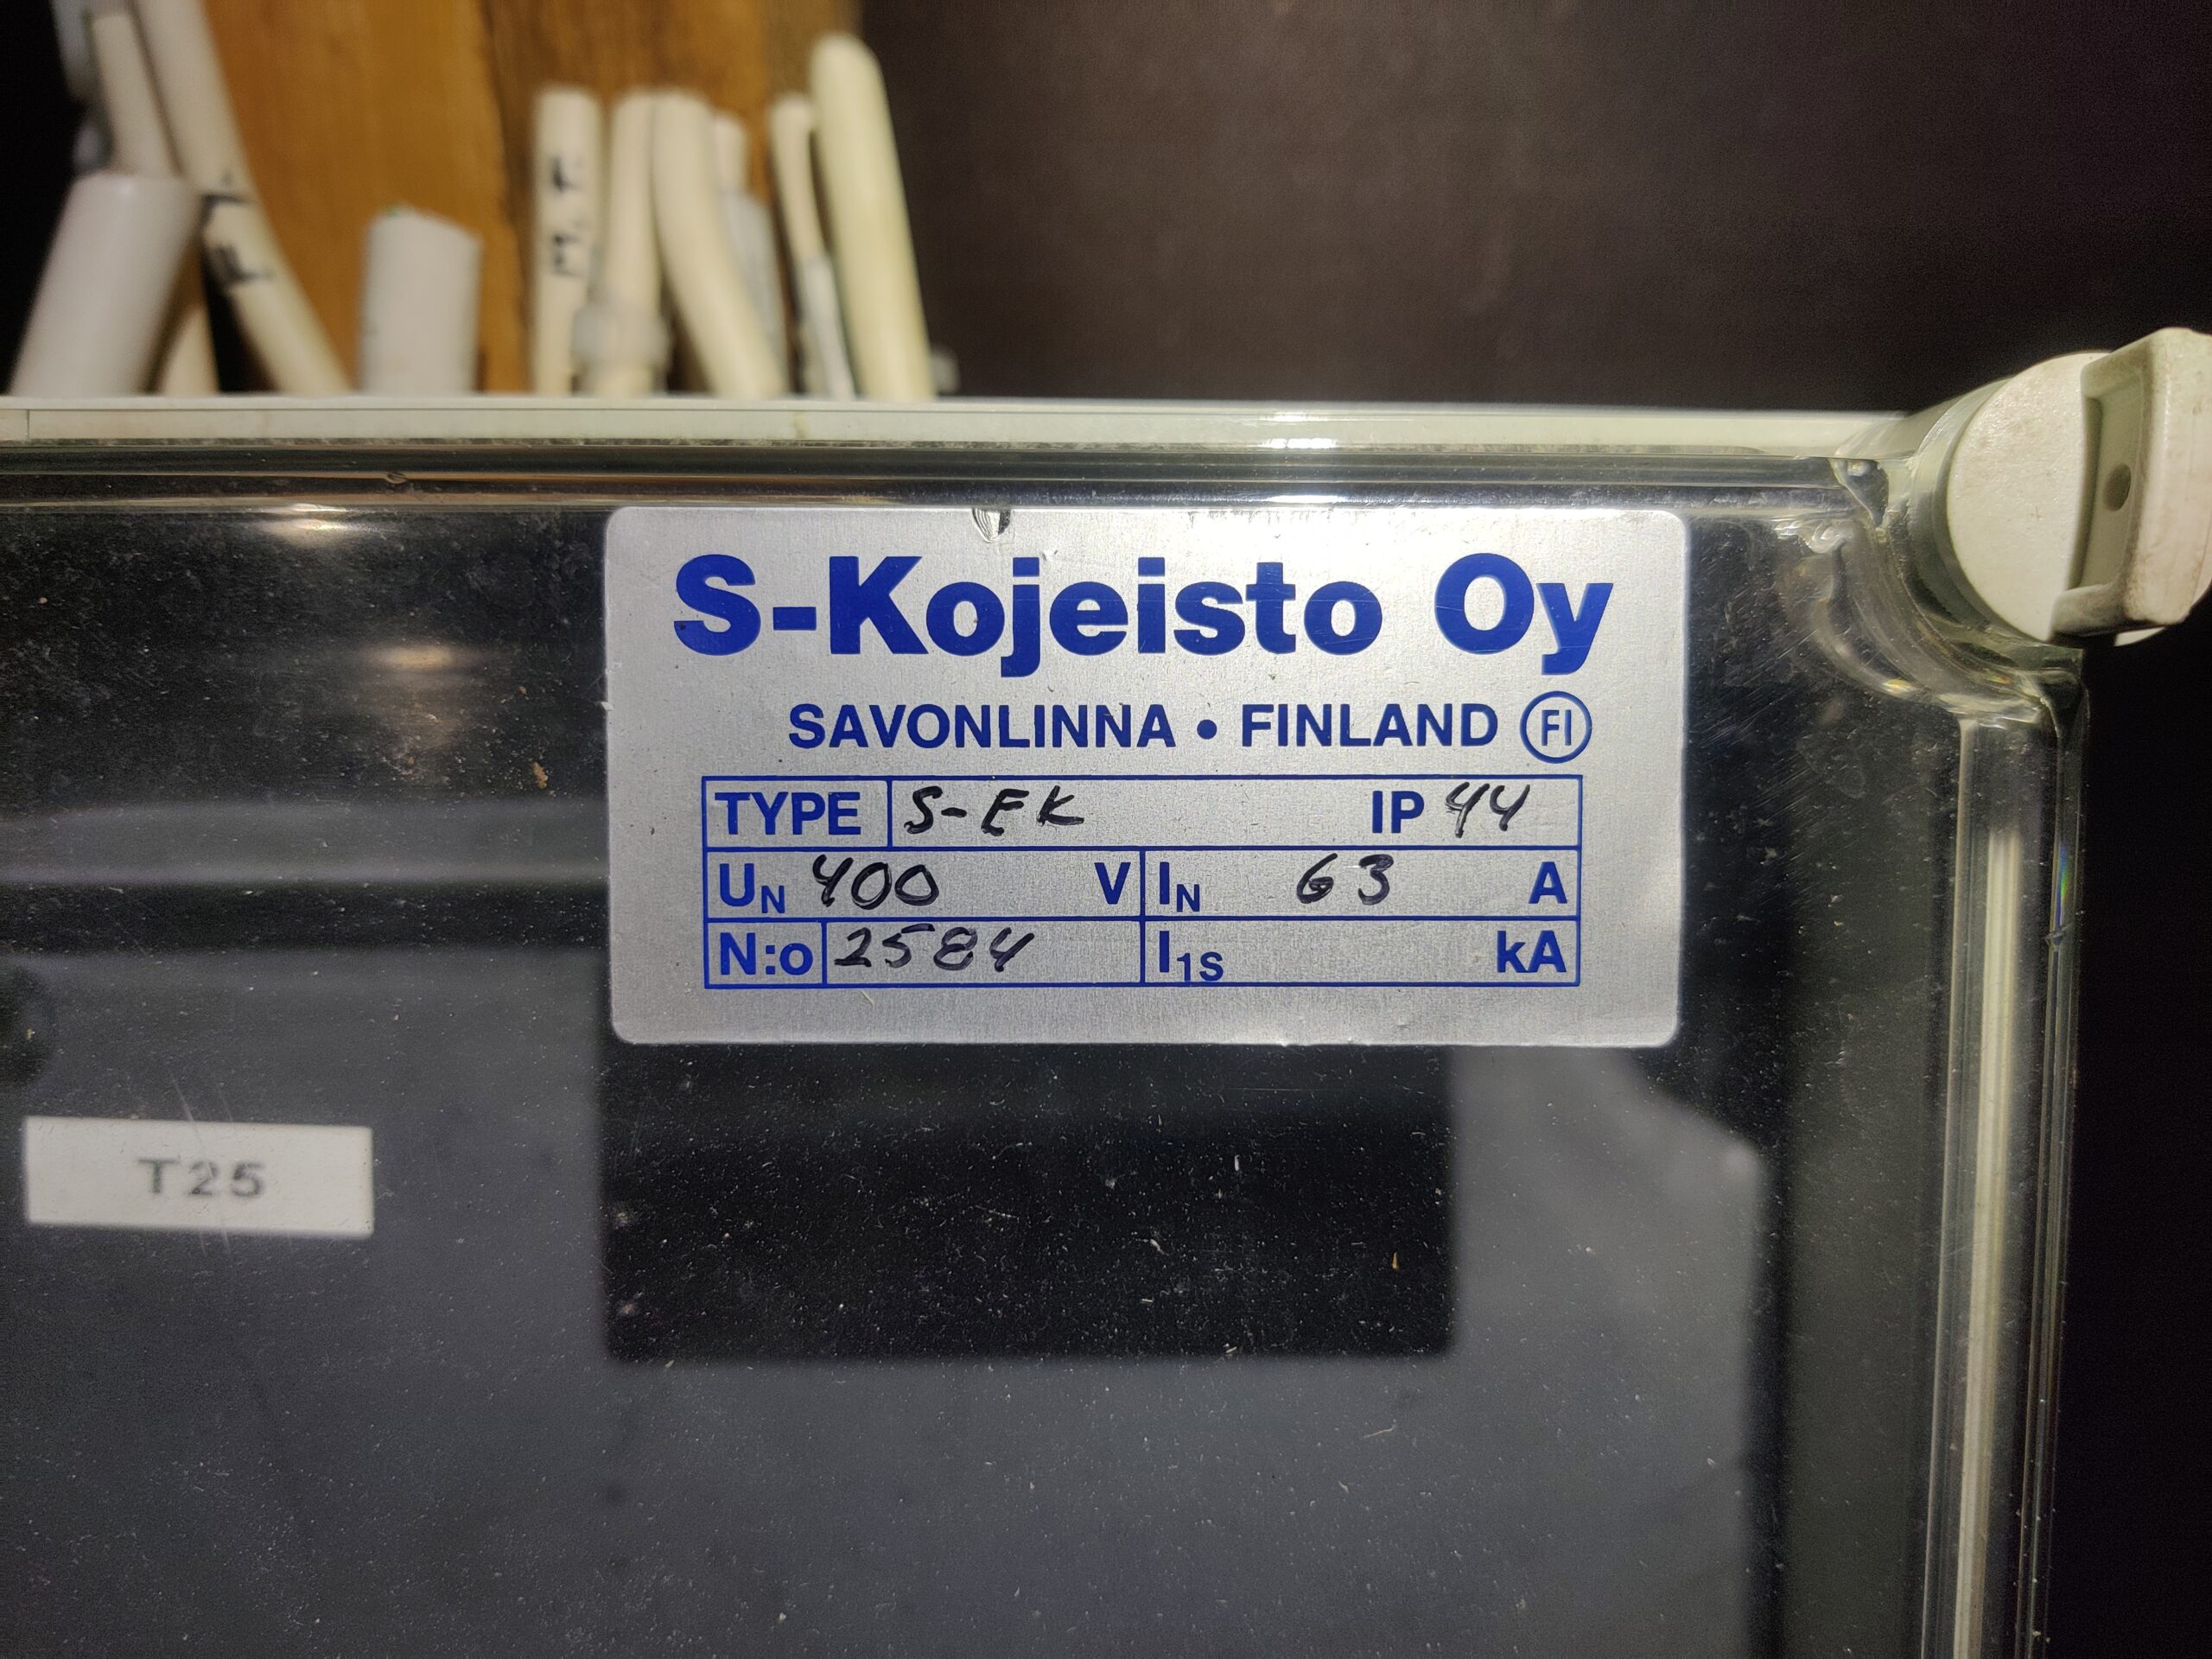 S-Kojeisto Oy
SAVONLINNA • FINLAND FI
TYPE S-EK IP 44
UN 400 V IN 63 A
N:o 2584 I1S kA
T25